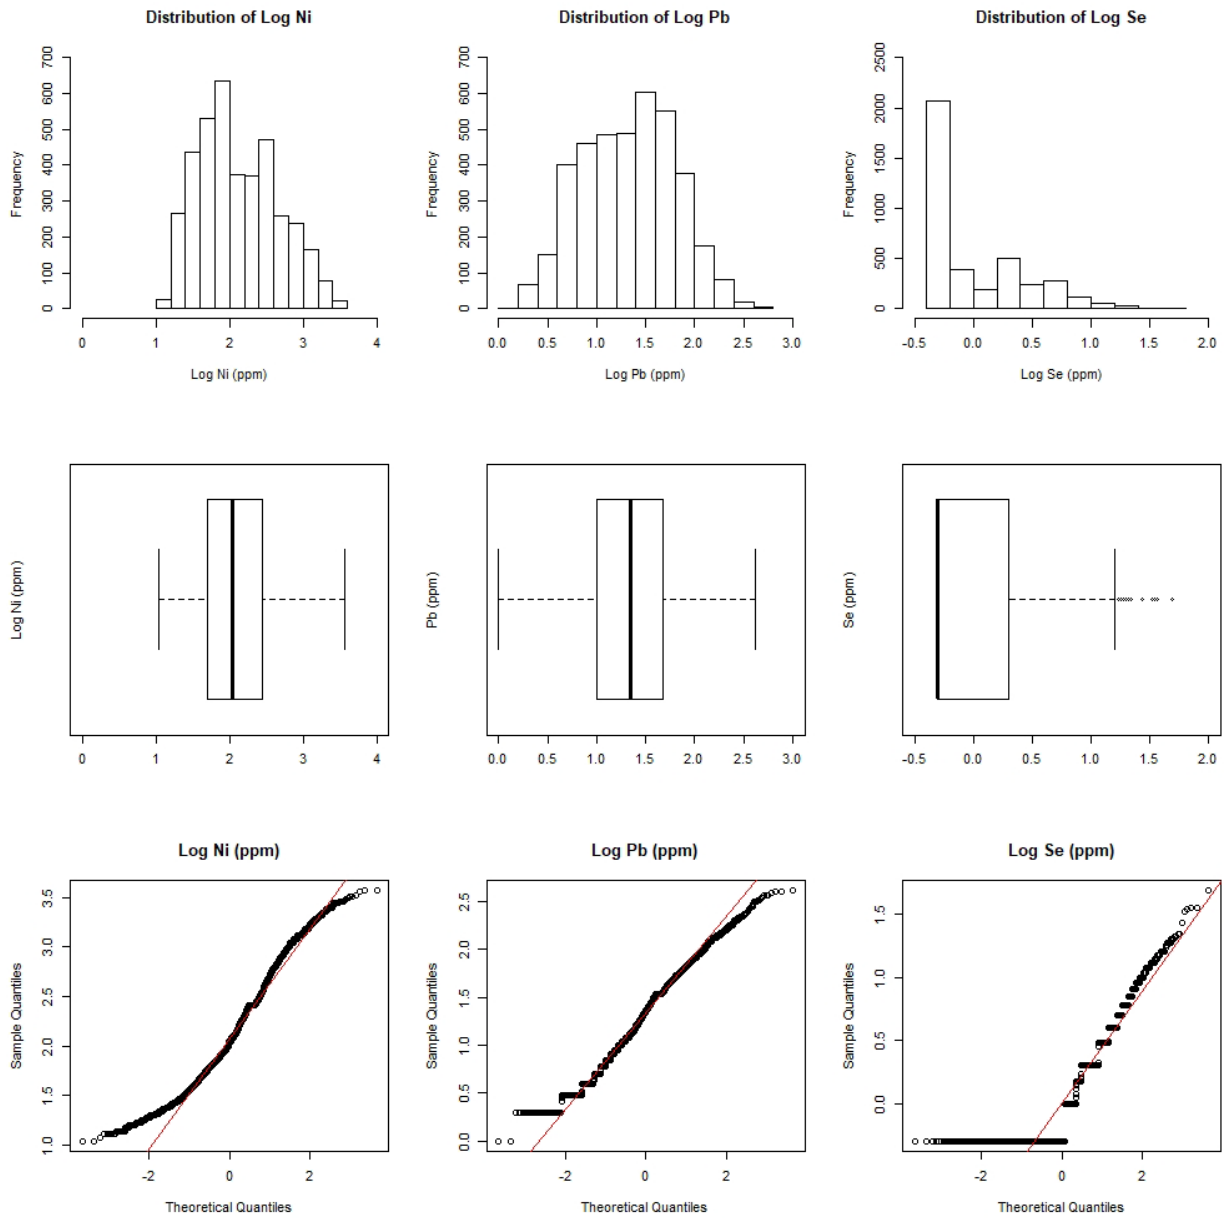 Distribution of Log Ni
Distribution of Log Pb
Distribution of Log Se
Frequency
0 100 200 300 400 500 600 700
0 1 2 3 4
Log Ni (ppm)
Frequency
0 100 200 300 400 500 600 700
0.0 0.5 1.0 1.5 2.0 2.5 3.0
Log Pb (ppm)
Frequency
0 500 1000 1500 2000 2500
-0.5 0.0 0.5 1.0 1.5 2.0
Log Se (ppm)
Log Ni (ppm)
0 1 2 3 4
Pb (ppm)
0.0 0.5 1.0 1.5 2.0 2.5 3.0
Se (ppm)
-0.5 0.0 0.5 1.0 1.5 2.0
Log Ni (ppm)
Log Pb (ppm)
Log Se (ppm)
Sample Quantiles
1.0 1.5 2.0 2.5 3.0 3.5
-2 0 2
Theoretical Quantiles
Sample Quantiles
0.0 0.5 1.0 1.5 2.0 2.5
-2 0 2
Theoretical Quantiles
Sample Quantiles
0.0 0.5 1.0 1.5
-2 0 2
Theoretical Quantiles